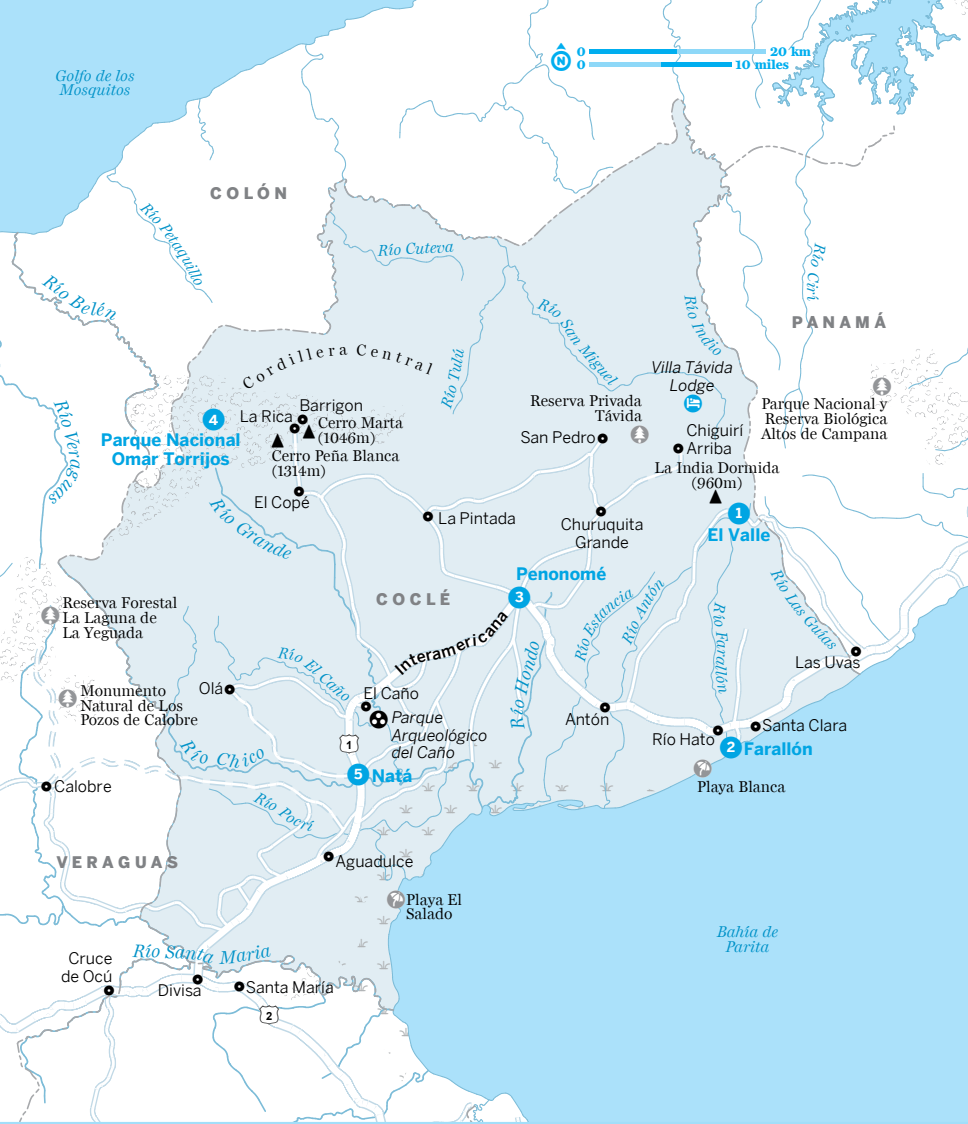 0 20 km
N
0 10 miles
Golfo de los
Mosquitos
COLÓN
Río Petaquillo
Río Cuteva
Río Belén
Río Cirí
PANAMÁ
Río Indio
Río San Miguel
Río Tulú
Cordillera Central
Villa Távida
Lodge
Reserva Privada
Távida
Parque Nacional y
Reserva Biológica
Altos de Campana
Barrigon
La Rica
Cerro Marta
(1046m)
4
Parque Nacional
Omar Torrijos
Cerro Peña Blanca
(1314m)
San Pedro
Chiguirí
Arriba
La India Dormida
(960m)
Río Veraguas
El Copé
La Pintada
Churuquita
Grande
1
El Valle
Río Grande
Penonomé
3
COCLÉ
Reserva Forestal
La Laguna de
La Yeguada
Río Estancia
Río Antón
Río Farallón
Río Las Guías
Interamericana
Río Hondo
Las Uvas
Río El Caño
Olá
El Caño
Monumento
Natural de Los
Pozos de Calobre
Parque
Arqueológico
del Caño
Antón
Río Hato
Santa Clara
2
Farallón
1
Río Chico
5
Natá
Calobre
Playa Blanca
Río Pocrí
VERAGUAS
Aguadulce
Playa El
Salado
Bahía de
Parita
Río Santa Maria
Cruce
de Ocú
Divisa
Santa María
2